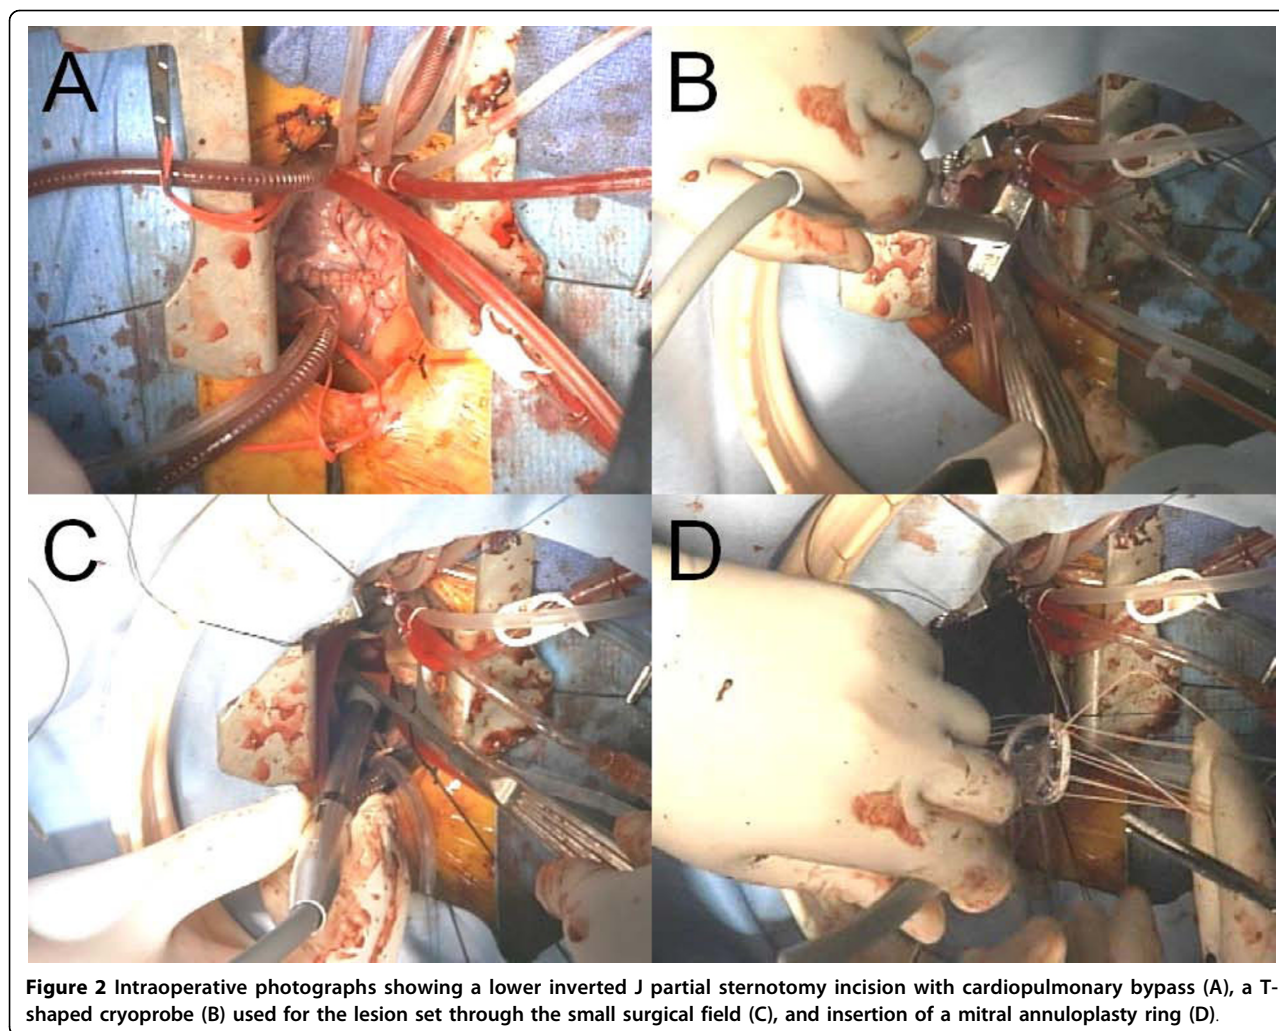 A
B
C
D
Figure 2 Intraoperative photographs showing a lower inverted J partial sternotomy incision with cardiopulmonary bypass (A), a T-
shaped cryoprobe (B) used for the lesion set through the small surgical field (C), and insertion of a mitral annuloplasty ring (D).